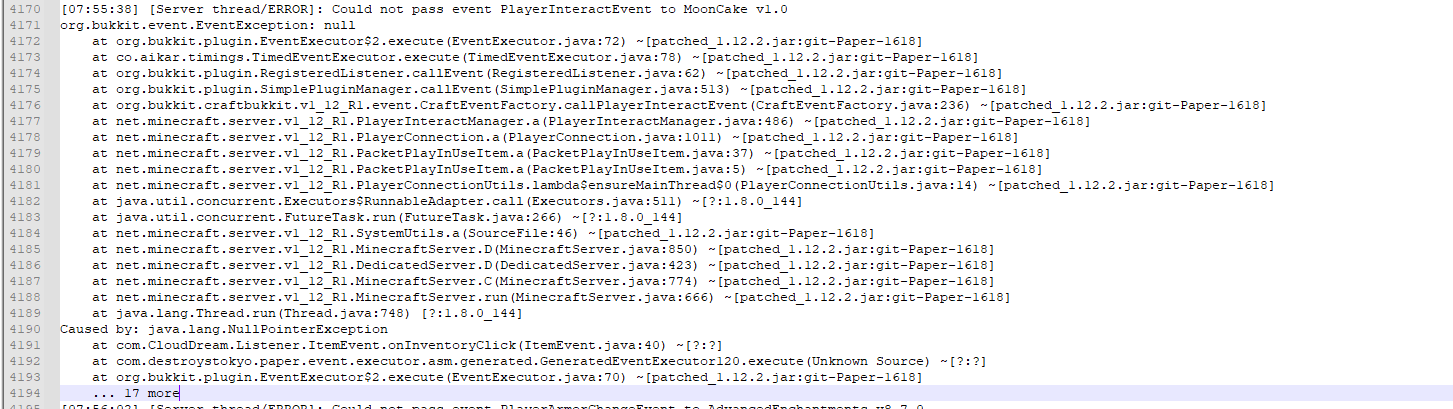 4170 [07:55:38] [Server thread/ERROR]: Could not pass event PlayerInteractEvent to MoonCake v1.0
4171 org.bukkit.event.EventException: null
4172 at org.bukkit.plugin.EventExecutor$2.execute(EventExecutor.java:72) ~[patched_1.12.2.jar:git-Paper-1618]
4173 at co.aikar.timings.TimedEventExecutor.execute(TimedEventExecutor.java:78) ~[patched_1.12.2.jar:git-Paper-1618]
4174 at org.bukkit.plugin.RegisteredListener.callEvent(RegisteredListener.java:62) ~[patched_1.12.2.jar:git-Paper-1618]
4175 at org.bukkit.plugin.SimplePluginManager.callEvent(SimplePluginManager.java:513) ~[patched_1.12.2.jar:git-Paper-1618]
4176 at org.bukkit.craftbukkit.v1_12_R1.event.CraftEventFactory.callPlayerInteractEvent(CraftEventFactory.java:236) ~[patched_1.12.2.jar:git-Paper-1618]
4177 at net.minecraft.server.v1_12_R1.PlayerInteractManager.a(PlayerInteractManager.java:486) ~[patched_1.12.2.jar:git-Paper-1618]
4178 at net.minecraft.server.v1_12_R1.PlayerConnection.a(PlayerConnection.java:1011) ~[patched_1.12.2.jar:git-Paper-1618]
4179 at net.minecraft.server.v1_12_R1.PacketPlayInUseItem.a(PacketPlayInUseItem.java:37) ~[patched_1.12.2.jar:git-Paper-1618]
4180 at net.minecraft.server.v1_12_R1.PacketPlayInUseItem.a(PacketPlayInUseItem.java:5) ~[patched_1.12.2.jar:git-Paper-1618]
4181 at net.minecraft.server.v1_12_R1.PlayerConnectionUtils.lambda$ensureMainThread$0(PlayerConnectionUtils.java:14) ~[patched_1.12.2.jar:git-Paper-1618]
4182 at java.util.concurrent.Executors$RunnableAdapter.call(Executors.java:511) ~[?:1.8.0_144]
4183 at java.util.concurrent.FutureTask.run(FutureTask.java:266) ~[?:1.8.0_144]
4184 at net.minecraft.server.v1_12_R1.SystemUtils.a(SourceFile:46) ~[patched_1.12.2.jar:git-Paper-1618]
4185 at net.minecraft.server.v1_12_R1.MinecraftServer.D(MinecraftServer.java:850) ~[patched_1.12.2.jar:git-Paper-1618]
4186 at net.minecraft.server.v1_12_R1.DedicatedServer.D(DedicatedServer.java:423) ~[patched_1.12.2.jar:git-Paper-1618]
4187 at net.minecraft.server.v1_12_R1.MinecraftServer.C(MinecraftServer.java:774) ~[patched_1.12.2.jar:git-Paper-1618]
4188 at net.minecraft.server.v1_12_R1.MinecraftServer.run(MinecraftServer.java:666) ~[patched_1.12.2.jar:git-Paper-1618]
4189 at java.lang.Thread.run(Thread.java:748) [?:1.8.0_144]
4190 Caused by: java.lang.NullPointerException
4191 at com.CloudDream.Listener.ItemEvent.onInventoryClick(ItemEvent.java:40) ~[?:?]
4192 at com.destroystokyo.paper.event.executor.asm.generated.GeneratedEventExecutor120.execute(Unknown Source) ~[?:?]
4193 at org.bukkit.plugin.EventExecutor$2.execute(EventExecutor.java:70) ~[patched_1.12.2.jar:git-Paper-1618]
4194 ... 17 more
4195 [07:56:02] [Server thread/ERROR]: Could not pass event PlayerArmorChangeEvent to AdvancedEnchantments v8.7.0